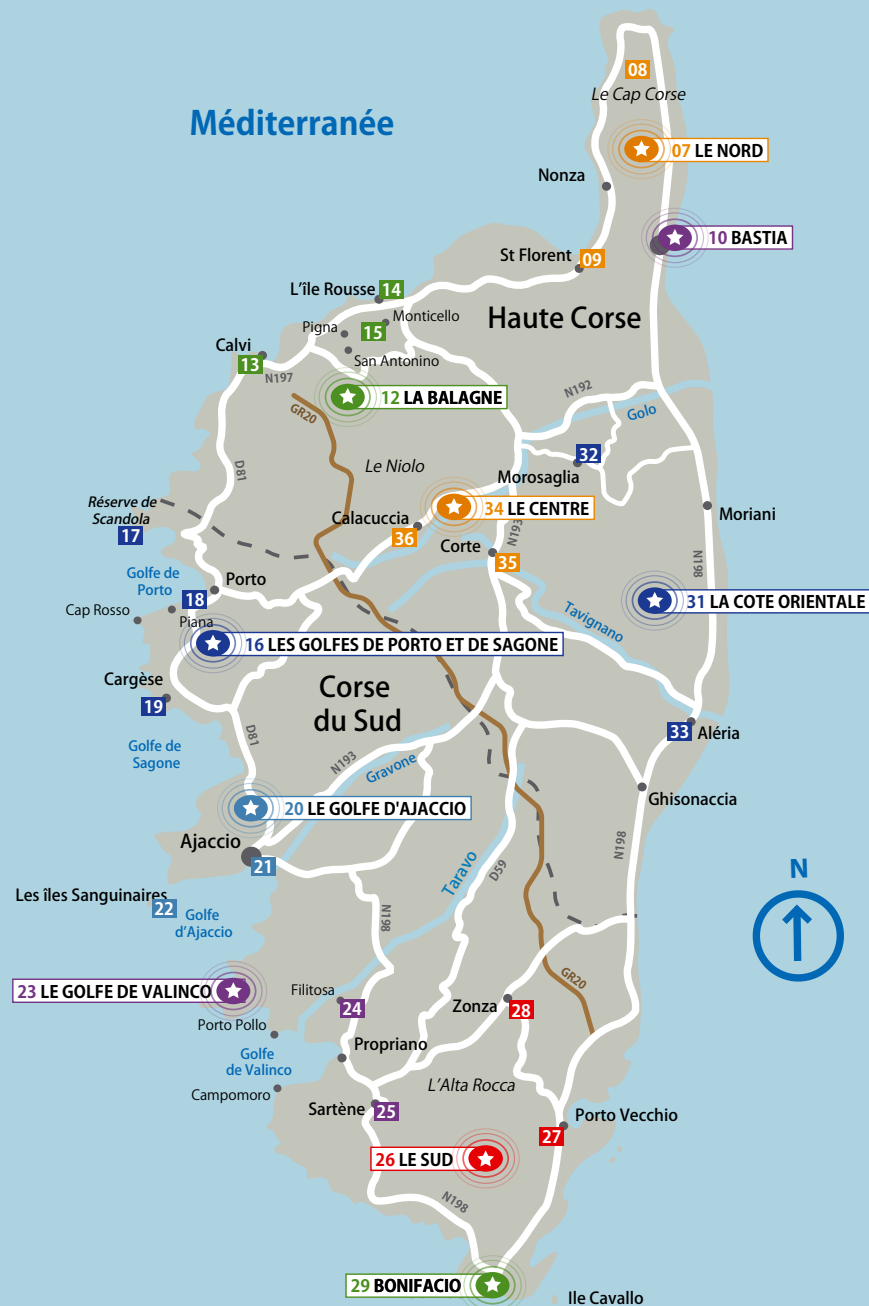 08
Le Cap Corse
Méditerranée
07 LE NORD
Nonza
10 BASTIA
St Florent
09
L'île Rousse
14
Haute Corse
Monticello
15
Pigna
San Antonino
Calvi
13
N197
12 LA BALAGNE
GR20
N192
Golo
32
Morosaglia
Le Niolo
D81
Réserve de
Scandola
17
34 LE CENTRE
Calacuccia
36
N193
Moriani
Corte
35
N198
Golfe de
Porto
Porto
18
Cap Rosso
Piana
31 LA COTE ORIENTALE
Tavignano
16 LES GOLFES DE PORTO ET DE SAGONE
Cargèse
19
Corse
du Sud
33
Aléria
D81
Golfe de
Sagone
N193
Gravone
20 LE GOLFE D'AJACCIO
Ghisonaccia
Ajaccio
21
N198
Taravo
D59
Les îles Sanguinaires
22
Golfe
d'Ajaccio
N198
N
23 LE GOLFE DE VALINCO
Filitosa
24
GR20
Zonza
28
Porto Pollo
Propriano
Golfe
de Valinco
Campomoro
L'Alta Rocca
Sartène
25
Porto Vecchio
27
26 LE SUD
N198
29 BONIFACIO
Ile Cavallo